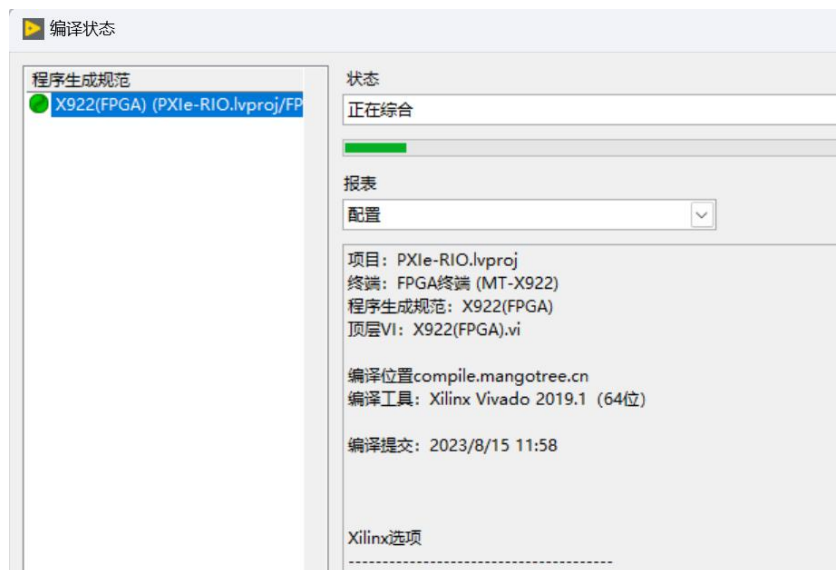 编译状态
程序生成规范
X922(FPGA) (PXIe-RIO.lvproj/FP
状态
正在综合
报表
配置
项目：PXIe-RIO.lvproj
终端：FPGA终端 (MT-X922)
程序生成规范：X922(FPGA)
顶层VI：X922(FPGA).vi
编译位置compile.mangotree.cn
编译工具：Xilinx Vivado 2019.1（64位）
编译提交：2023/8/15 11:58
Xilinx选项
---------------------------------------